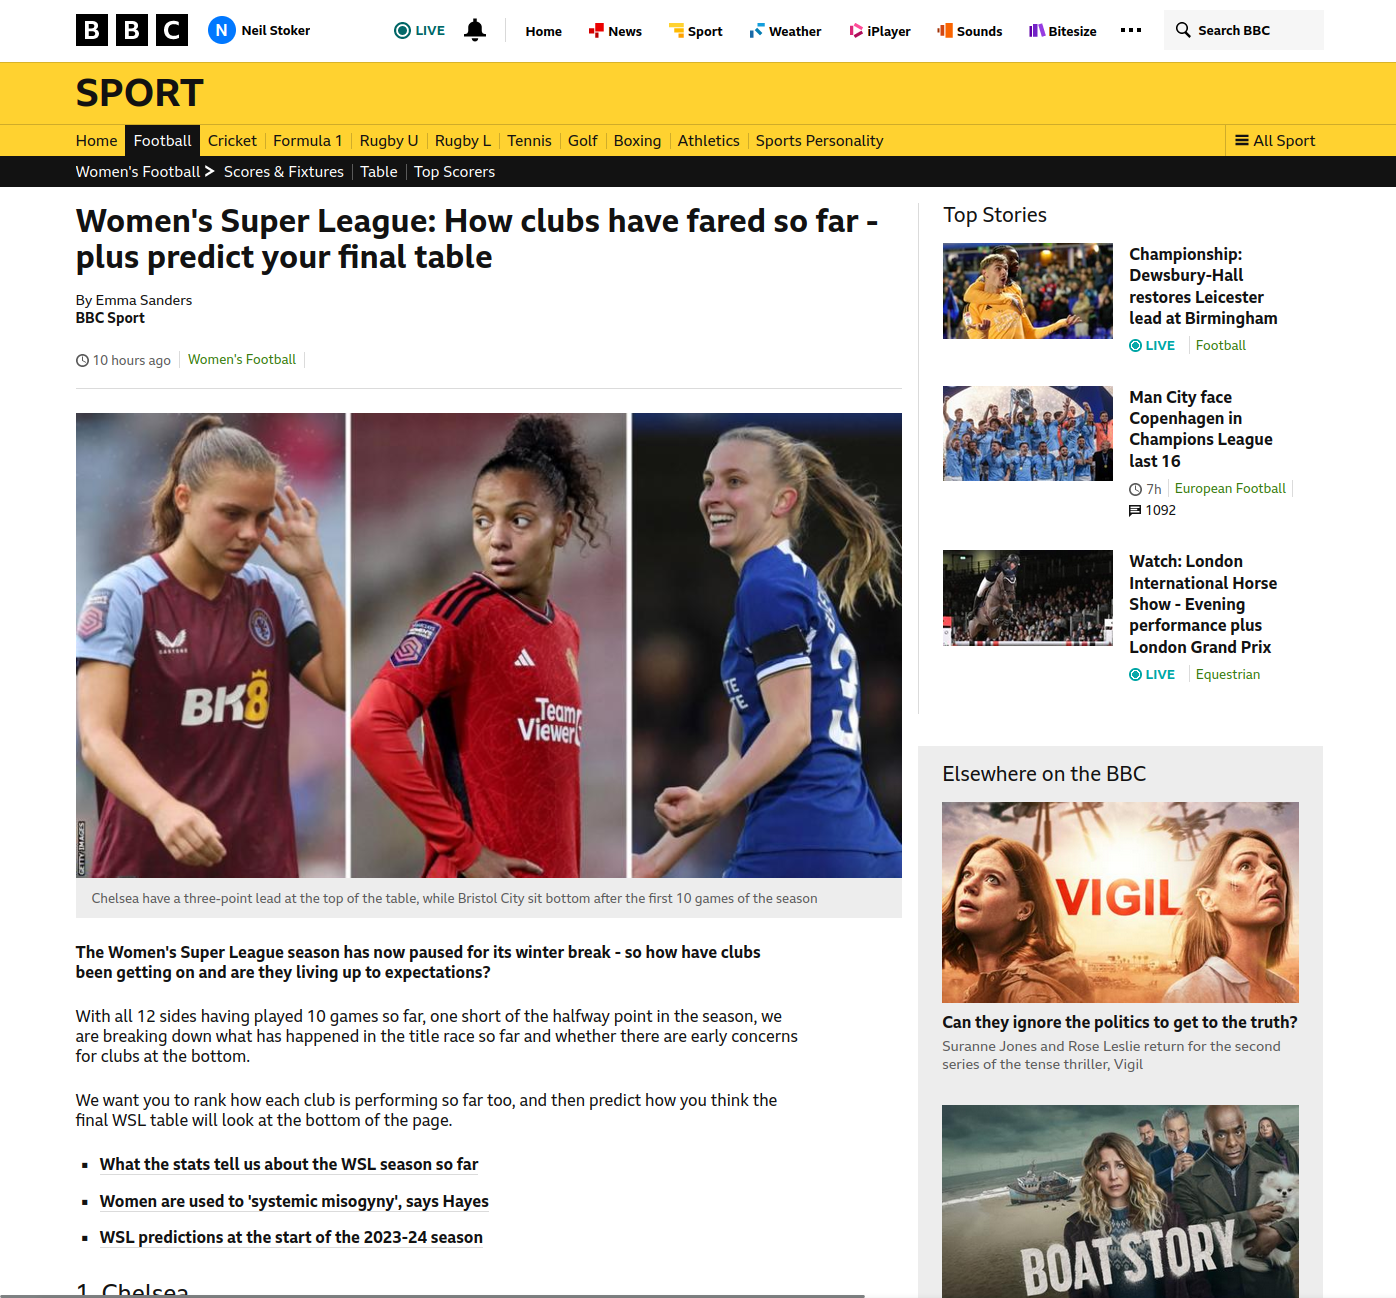 BBC
N Neil Stoker
LIVE
Home
News
Sport
Weather
iPlayer
Sounds
Bitesize
Search BBC
SPORT
Home
Football
Cricket
Formula 1
Rugby U
Rugby L
Tennis
Golf
Boxing
Athletics
Sports Personality
All Sport
Women's Football
Scores & Fixtures
Table
Top Scorers
Women's Super League: How clubs have fared so far -
plus predict your final table
By Emma Sanders
BBC Sport
10 hours ago
Women's Football
CASTORE
BK8
Team
Viewer
3
GETTY IMAGES
Chelsea have a three-point lead at the top of the table, while Bristol City sit bottom after the first 10 games of the season
The Women's Super League season has now paused for its winter break - so how have clubs
been getting on and are they living up to expectations?
With all 12 sides having played 10 games so far, one short of the halfway point in the season, we
are breaking down what has happened in the title race so far and whether there are early concerns
for clubs at the bottom.
We want you to rank how each club is performing so far too, and then predict how you think the
final WSL table will look at the bottom of the page.
What the stats tell us about the WSL season so far
Women are used to 'systemic misogyny', says Hayes
WSL predictions at the start of the 2023-24 season
1. Chelsea
Top Stories
Championship:
Dewsbury-Hall
restores Leicester
lead at Birmingham
LIVE
Football
Man City face
Copenhagen in
Champions League
last 16
7h
European Football
1092
Watch: London
International Horse
Show - Evening
performance plus
London Grand Prix
LIVE
Equestrian
Elsewhere on the BBC
VIGIL
Can they ignore the politics to get to the truth?
Suranne Jones and Rose Leslie return for the second
series of the tense thriller, Vigil
BOAT STORY